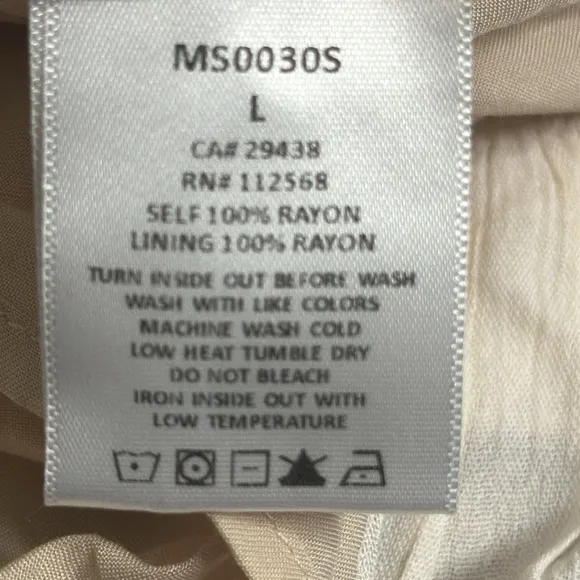 MS0030S
L
CA# 29438
RN# 112568
SELF 100% RAYON
LINING 100% RAYON
TURN INSIDE OUT BEFORE WASH
WASH WITH LIKE COLORS
MACHINE WASH COLD
LOW HEAT TUMBLE DRY
DO NOT BLEACH
IRON INSIDE OUT WITH
LOW TEMPERATURE